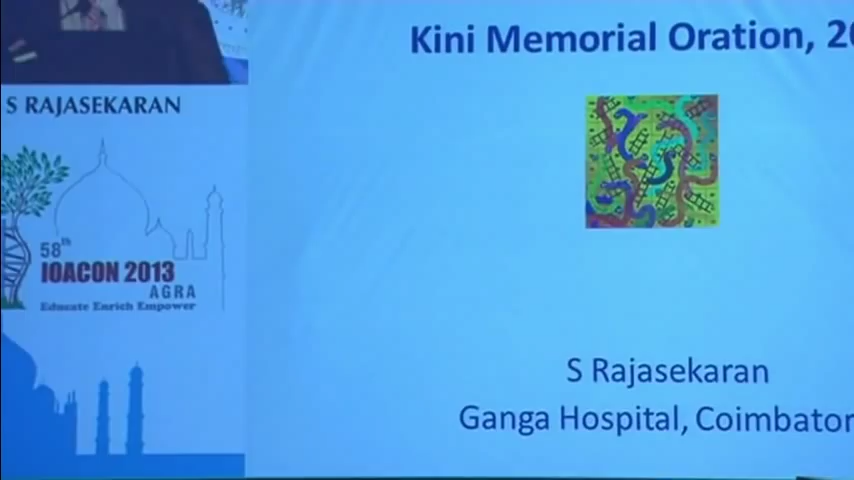 Kini Memorial Oration, 20
S RAJASEKARAN
58th
IOACON 2013
AGRA
Educate Enrich Empower
S Rajasekaran
Ganga Hospital, Coimbator